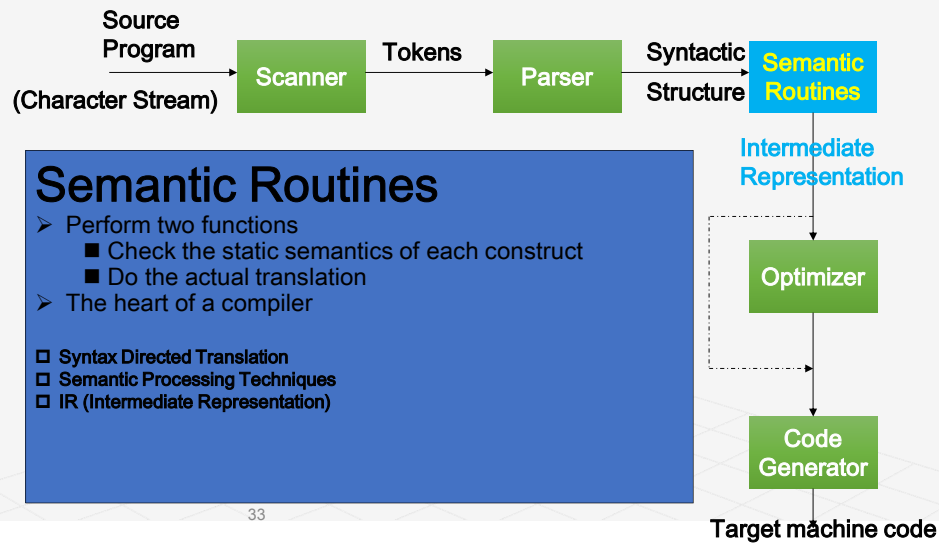 Source
Program
(Character Stream)
Scanner
Tokens
Parser
Syntactic
Structure
Semantic
Routines
Intermediate
Representation
Semantic Routines
➢ Perform two functions
■ Check the static semantics of each construct
■ Do the actual translation
➢ The heart of a compiler
❑ Syntax Directed Translation
❑ Semantic Processing Techniques
❑ IR (Intermediate Representation)
Optimizer
Code
Generator
33
Target machine code